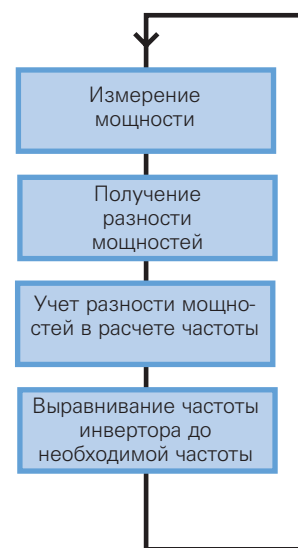 Измерение
мощности
Получение
разности
мощностей
Учет разности мощно-
стей в расчете частоты
Выравнивание частоты
инвертора до
необходимой частоты